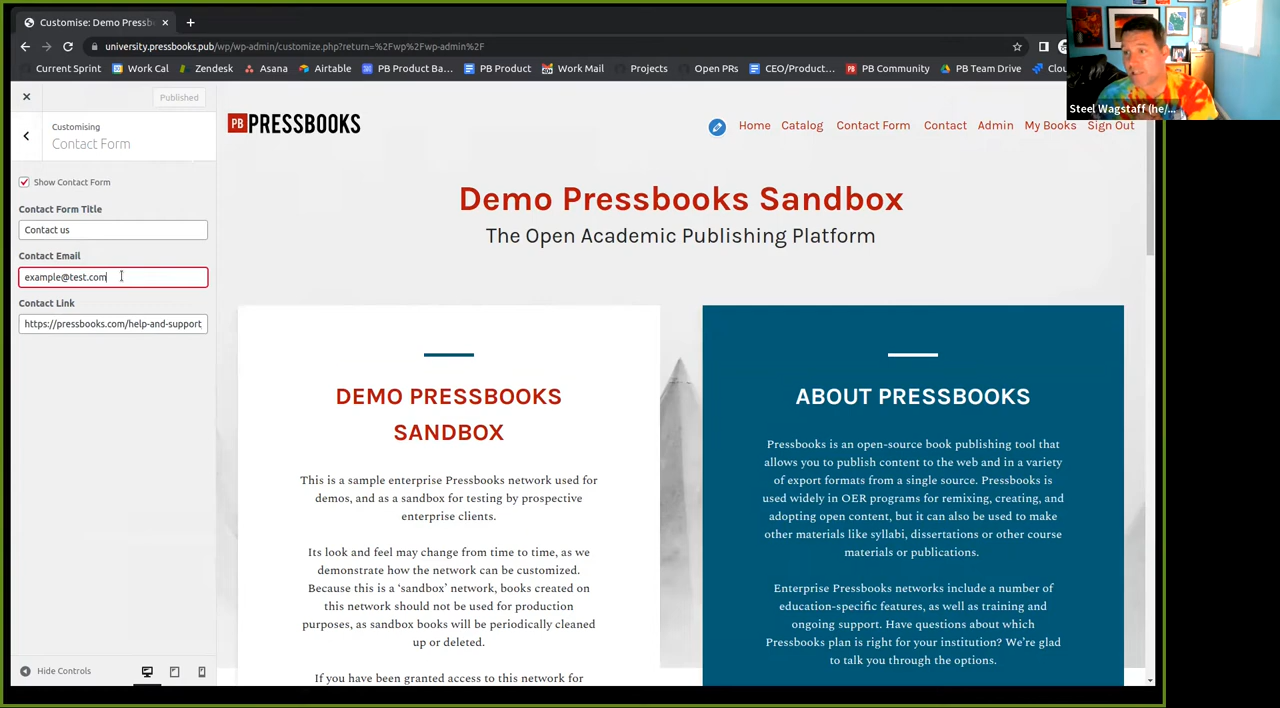 Customise: Demo Pressb
university.pressbooks.pub/wp/wp-admin/customize.php?return=%2Fwp%2Fwp-admin%2F
Current Sprint Work Cal Zendesk Asana Airtable PB Product Ba... PB Product Work Mail Projects Open PRs CEO/Product... PB Community PB Team Drive Clou
Steel Wagstaff (he/...
Published
Customising
Contact Form
Show Contact Form
Contact Form Title
Contact us
Contact Email
example@test.com
Contact Link
https://pressbooks.com/help-and-support
Hide Controls
PB PRESSBOOKS
Home Catalog Contact Form Contact Admin My Books Sign Out
Demo Pressbooks Sandbox
The Open Academic Publishing Platform
DEMO PRESSBOOKS
SANDBOX
This is a sample enterprise Pressbooks network used for
demos, and as a sandbox for testing by prospective
enterprise clients.
Its look and feel may change from time to time, as we
demonstrate how the network can be customized.
Because this is a ‘sandbox’ network, books created on
this network should not be used for production
purposes, as sandbox books will be periodically cleaned
up or deleted.
If you have been granted access to this network for
ABOUT PRESSBOOKS
Pressbooks is an open-source book publishing tool that
allows you to publish content to the web and in a variety
of export formats from a single source. Pressbooks is
used widely in OER programs for remixing, creating, and
adopting open content, but it can also be used to make
other materials like syllabi, dissertations or other course
materials or publications.
Enterprise Pressbooks networks include a number of
education-specific features, as well as training and
ongoing support. Have questions about which
Pressbooks plan is right for your institution? We’re glad
to talk you through the options.